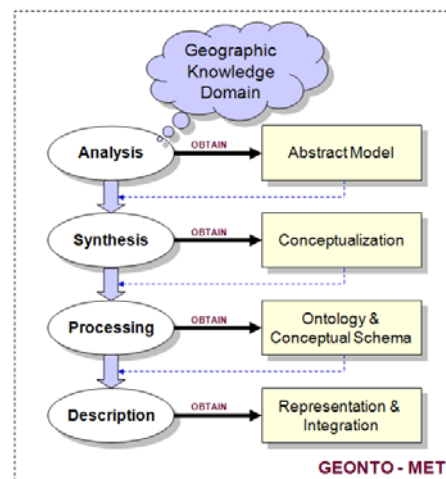 Geographic
Knowledge
Domain
Analysis
OBTAIN
Abstract Model
Synthesis
OBTAIN
Conceptualization
Processing
OBTAIN
Ontology &
Conceptual Schema
Description
OBTAIN
Representation &
Integration
GEONTO - MET